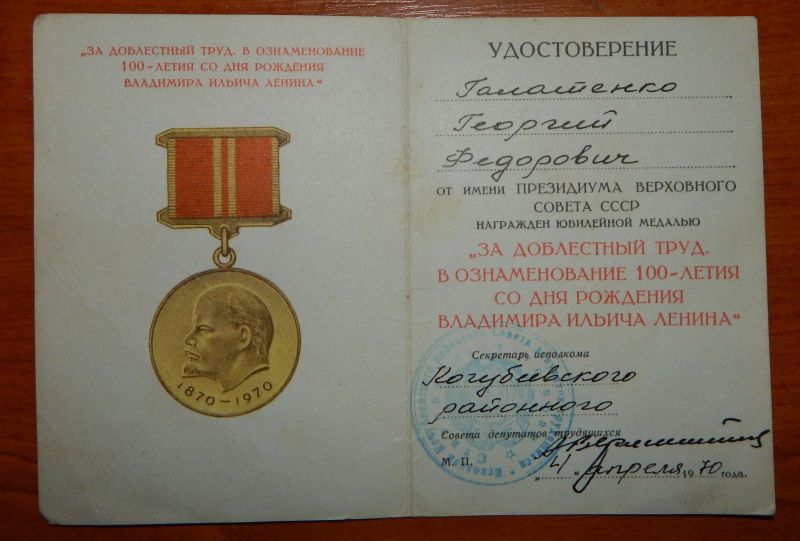 „ЗА ДОБЛЕСТНЫЙ ТРУД. В ОЗНАМЕНОВАНИЕ
100-ЛЕТИЯ СО ДНЯ РОЖДЕНИЯ
ВЛАДИМИРА ИЛЬИЧА ЛЕНИНА“
1870-1970
УДОСТОВЕРЕНИЕ
Галатенко
Георгий
Федорович
ОТ ИМЕНИ ПРЕЗИДИУМА ВЕРХОВНОГО
СОВЕТА СССР
НАГРАЖДЕН ЮБИЛЕЙНОЙ МЕДАЛЬЮ
„ЗА ДОБЛЕСТНЫЙ ТРУД.
В ОЗНАМЕНОВАНИЕ 100-ЛЕТИЯ
СО ДНЯ РОЖДЕНИЯ
ВЛАДИМИРА ИЛЬИЧА ЛЕНИНА“
Секретарь исполкома
Кочубеевского
районного
Совета депутатов трудящихся
М. П. „4“ апреля 1970 года.